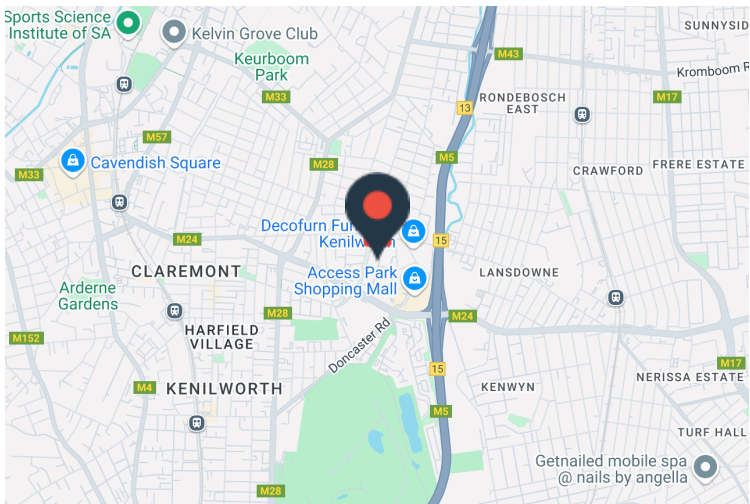 Sports Science
Institute of SA
Kelvin Grove Club
SUNNYSID
M43
Keurboom
Park
Kromboom R
M33
RONDEBOSCH
EAST
M17
13
M57
M5
M28
Cavendish Square
FRERE ESTATE
CRAWFORD
M33
Decofurn Fu
Kenilw
M24
15
CLAREMONT
Access Park
Shopping Mall
LANSDOWNE
Arderne
Gardens
M28
M24
HARFIELD
VILLAGE
M152
Doncaster Rd
M17
15
NERISSA ESTATE
M4
KENILWORTH
KENWYN
M5
TURF HALL
Getnailed mobile spa
@ nails by angella
M28